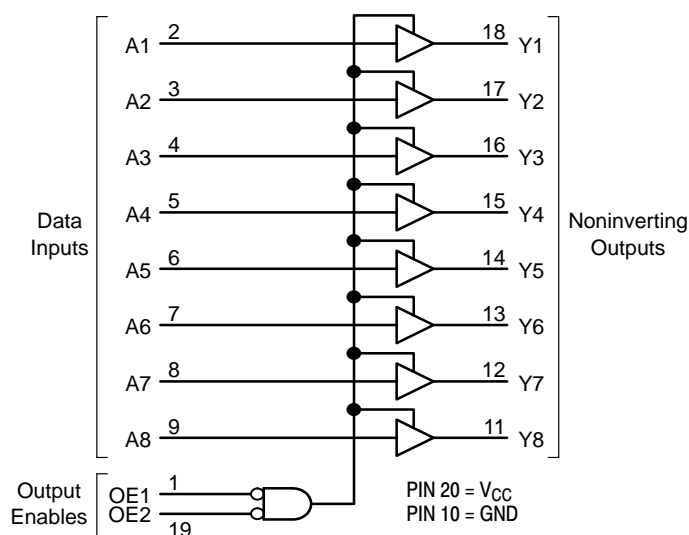 A1 2 18 Y1
A2 3 17 Y2
A3 4 16 Y3
A4 5 15 Y4
Data
Inputs
Noninverting
Outputs
A5 6 14 Y5
A6 7 13 Y6
A7 8 12 Y7
A8 9 11 Y8
Output
Enables
OE1 1
OE2 19
PIN 20 = VCC
PIN 10 = GND